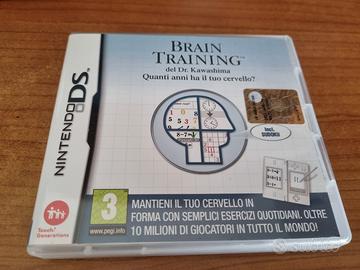 BRAIN
TRAINING™
del Dr. Kawashima
Quanti anni ha il tuo cervello?
NINTENDO DS
™
incl.
SUDOKU
3
www.pegi.info
MANTIENI IL TUO CERVELLO IN
FORMA CON SEMPLICI ESERCIZI QUOTIDIANI. OLTRE
10 MILIONI DI GIOCATORI IN TUTTO IL MONDO!
Touch!
Generations